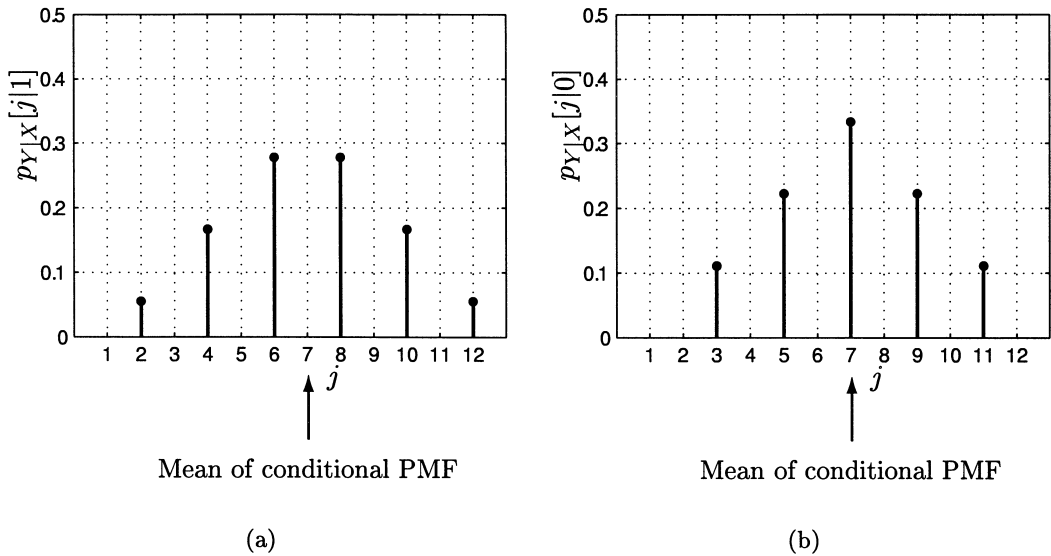 0.5
0.4
0.3
0.2
0.1
0
p_{Y|X}[j|1]
1 2 3 4 5 6 7 8 9 10 11 12
j
Mean of conditional PMF
(a)
0.5
0.4
0.3
0.2
0.1
0
p_{Y|X}[j|0]
1 2 3 4 5 6 7 8 9 10 11 12
j
Mean of conditional PMF
(b)